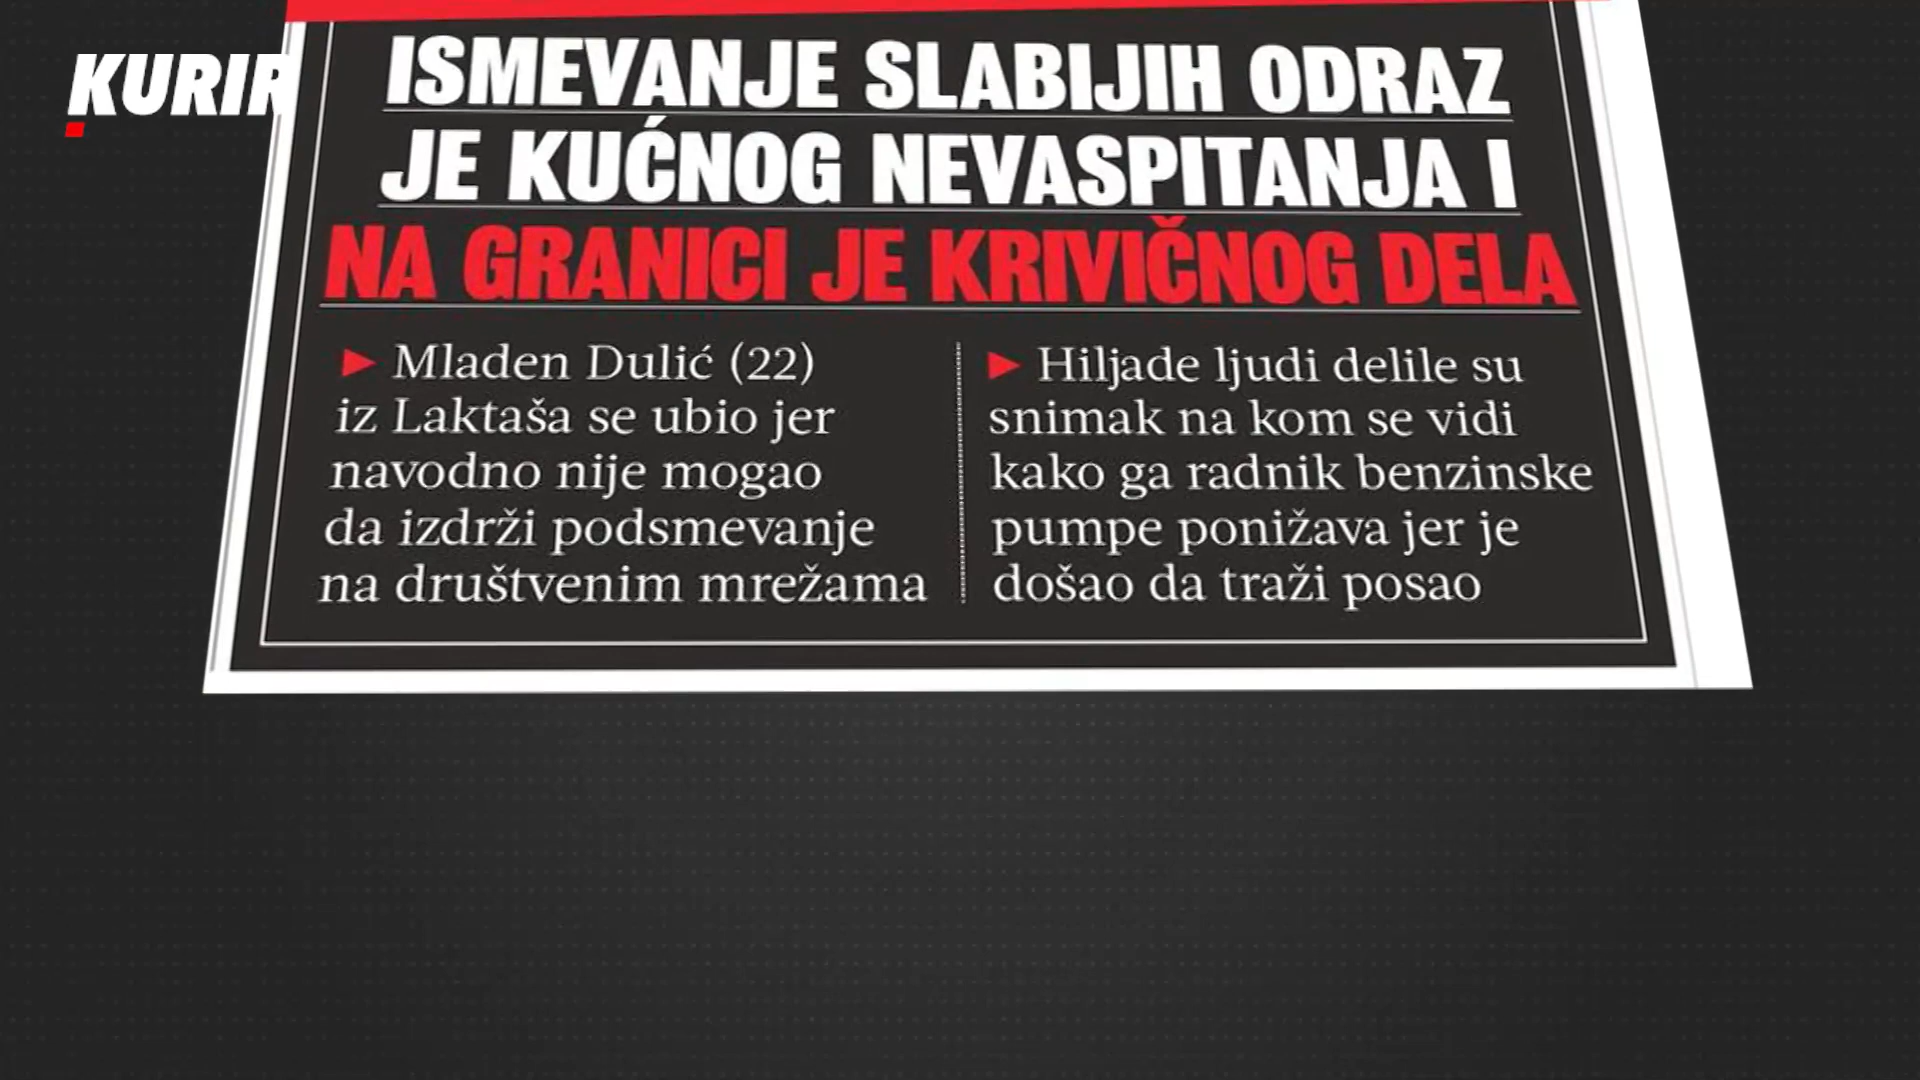 KURIR
ISMEVANJE SLABIJIH ODRAZ
JE KUĆNOG NEVASPITANJA I
NA GRANICI JE KRIVIČNOG DELA
► Mladen Dulić (22)
iz Laktaša se ubio jer
navodno nije mogao
da izdrži podsmevanje
na društvenim mrežama
► Hiljade ljudi delile su
snimak na kom se vidi
kako ga radnik benzinske
pumpe ponižava jer je
došao da traži posao